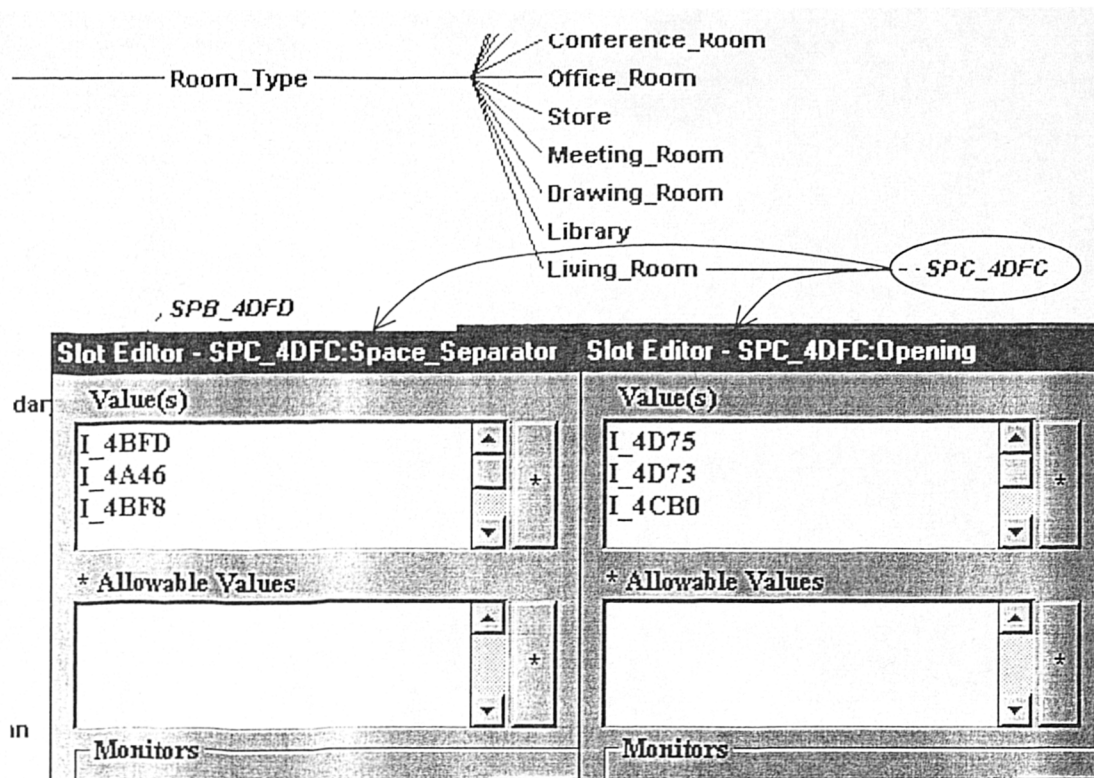 Conference_Room
Room_Type
Office_Room
Store
Meeting_Room
Drawing_Room
Library
Living_Room
SPC_4DFC
SPB_4DFD
Slot Editor - SPC_4DFC:Space_Separator
Slot Editor - SPC_4DFC:Opening
dar
Value(s)
I_4BFD
I_4A46
I_4BF8
*
* Allowable Values
*
Monitors
Value(s)
I_4D75
I_4D73
I_4CB0
*
* Allowable Values
*
Monitors